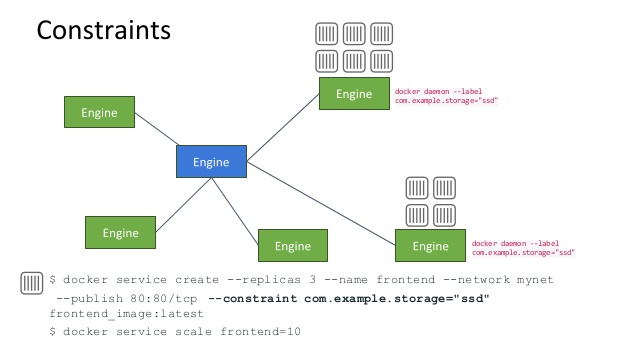 Constraints
Engine
docker daemon --label
com.example.storage="ssd"
Engine
Engine
Engine
Engine
Engine
docker daemon --label
com.example.storage="ssd"
$ docker service create --replicas 3 --name frontend --network mynet
--publish 80:80/tcp --constraint com.example.storage="ssd"
frontend_image:latest
$ docker service scale frontend=10